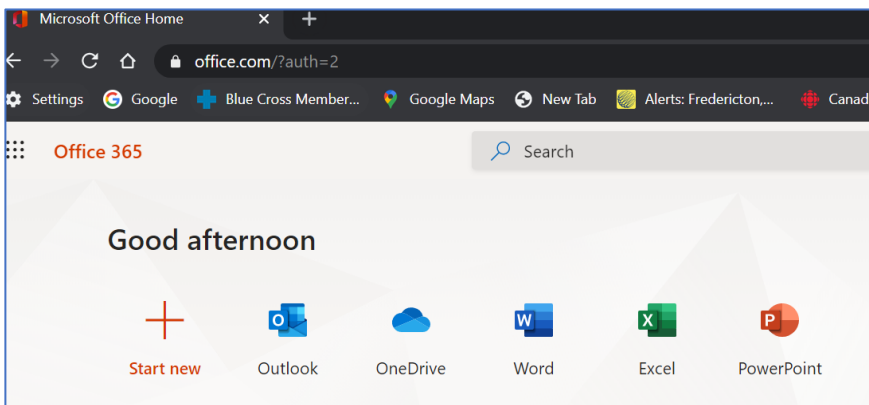 Microsoft Office Home
office.com/?auth=2
Settings Google Blue Cross Member... Google Maps New Tab Alerts: Fredericton,... Canad
Office 365 Search
Good afternoon
Start new Outlook OneDrive Word Excel PowerPoint